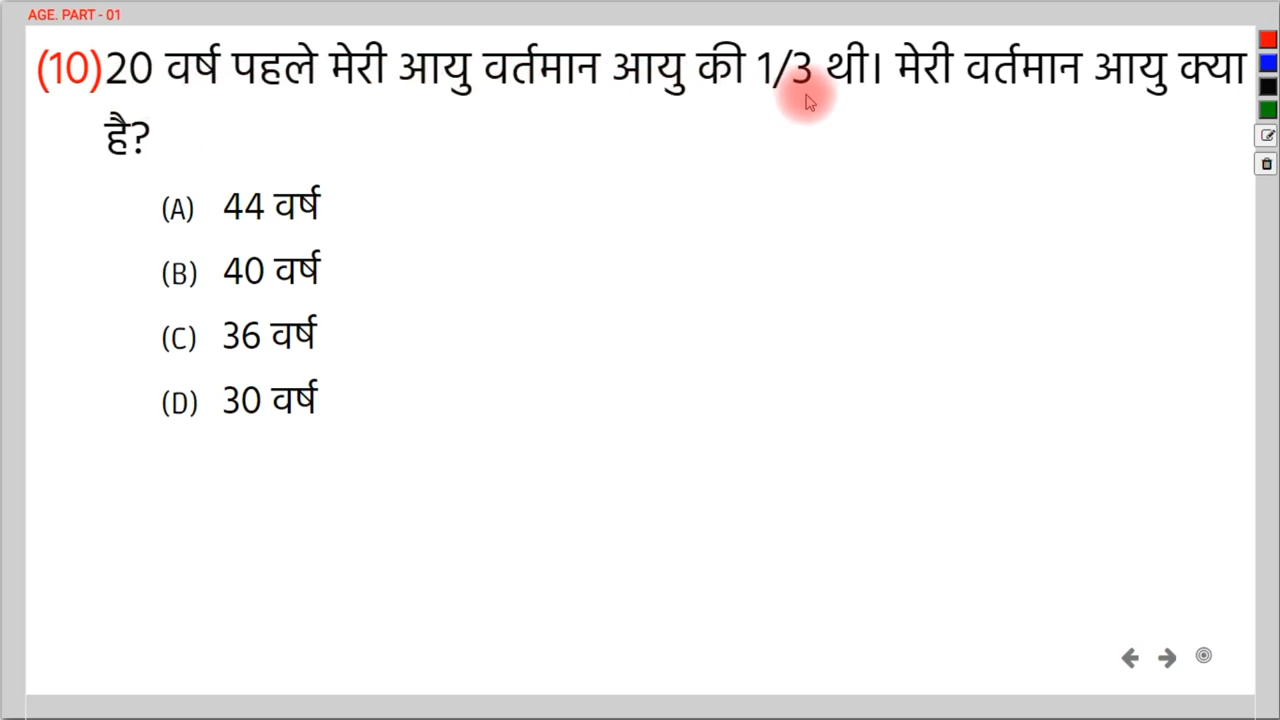 AGE. PART - 01
(10) 20 वर्ष पहले मेरी आयु वर्तमान आयु की 1/3 थी। मेरी वर्तमान आयु क्या
है?
(A) 44 वर्ष
(B) 40 वर्ष
(C) 36 वर्ष
(D) 30 वर्ष